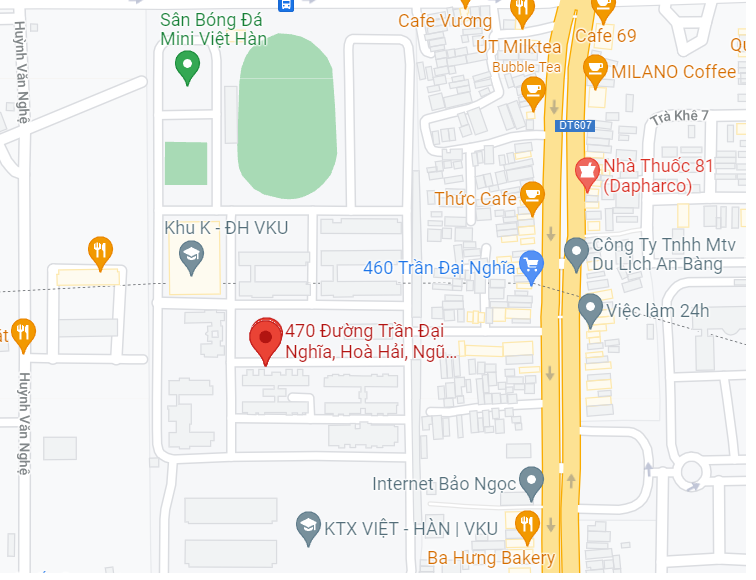 Sân Bóng Đá
Mini Việt Hàn
Cafe Vương
ÚT Milktea
Bubble Tea
Cafe 69
MILANO Coffee
Huỳnh Văn Nghệ
DT607
Trà Khê 7
Nhà Thuốc 81
(Dapharco)
Thức Cafe
Khu K - ĐH VKU
Công Ty Tnhh Mtv
Du Lịch An Bàng
460 Trần Đại Nghĩa
Việc làm 24h
470 Đường Trần Đại
Nghĩa, Hoà Hải, Ngũ...
Huỳnh Văn Nghệ
Internet Bảo Ngọc
KTX VIỆT - HÀN | VKU
Ba Hưng Bakery